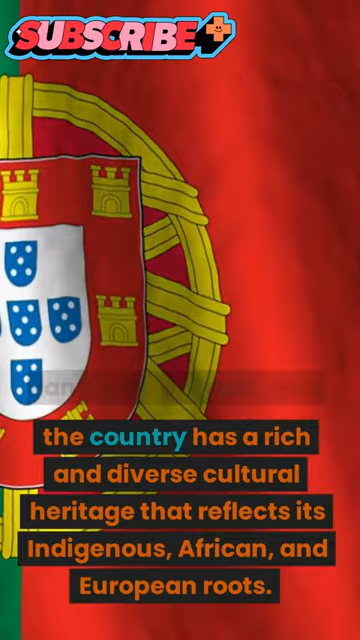 SUBSCRIBE
the country has a rich
and diverse cultural
heritage that reflects its
Indigenous, African, and
European roots.